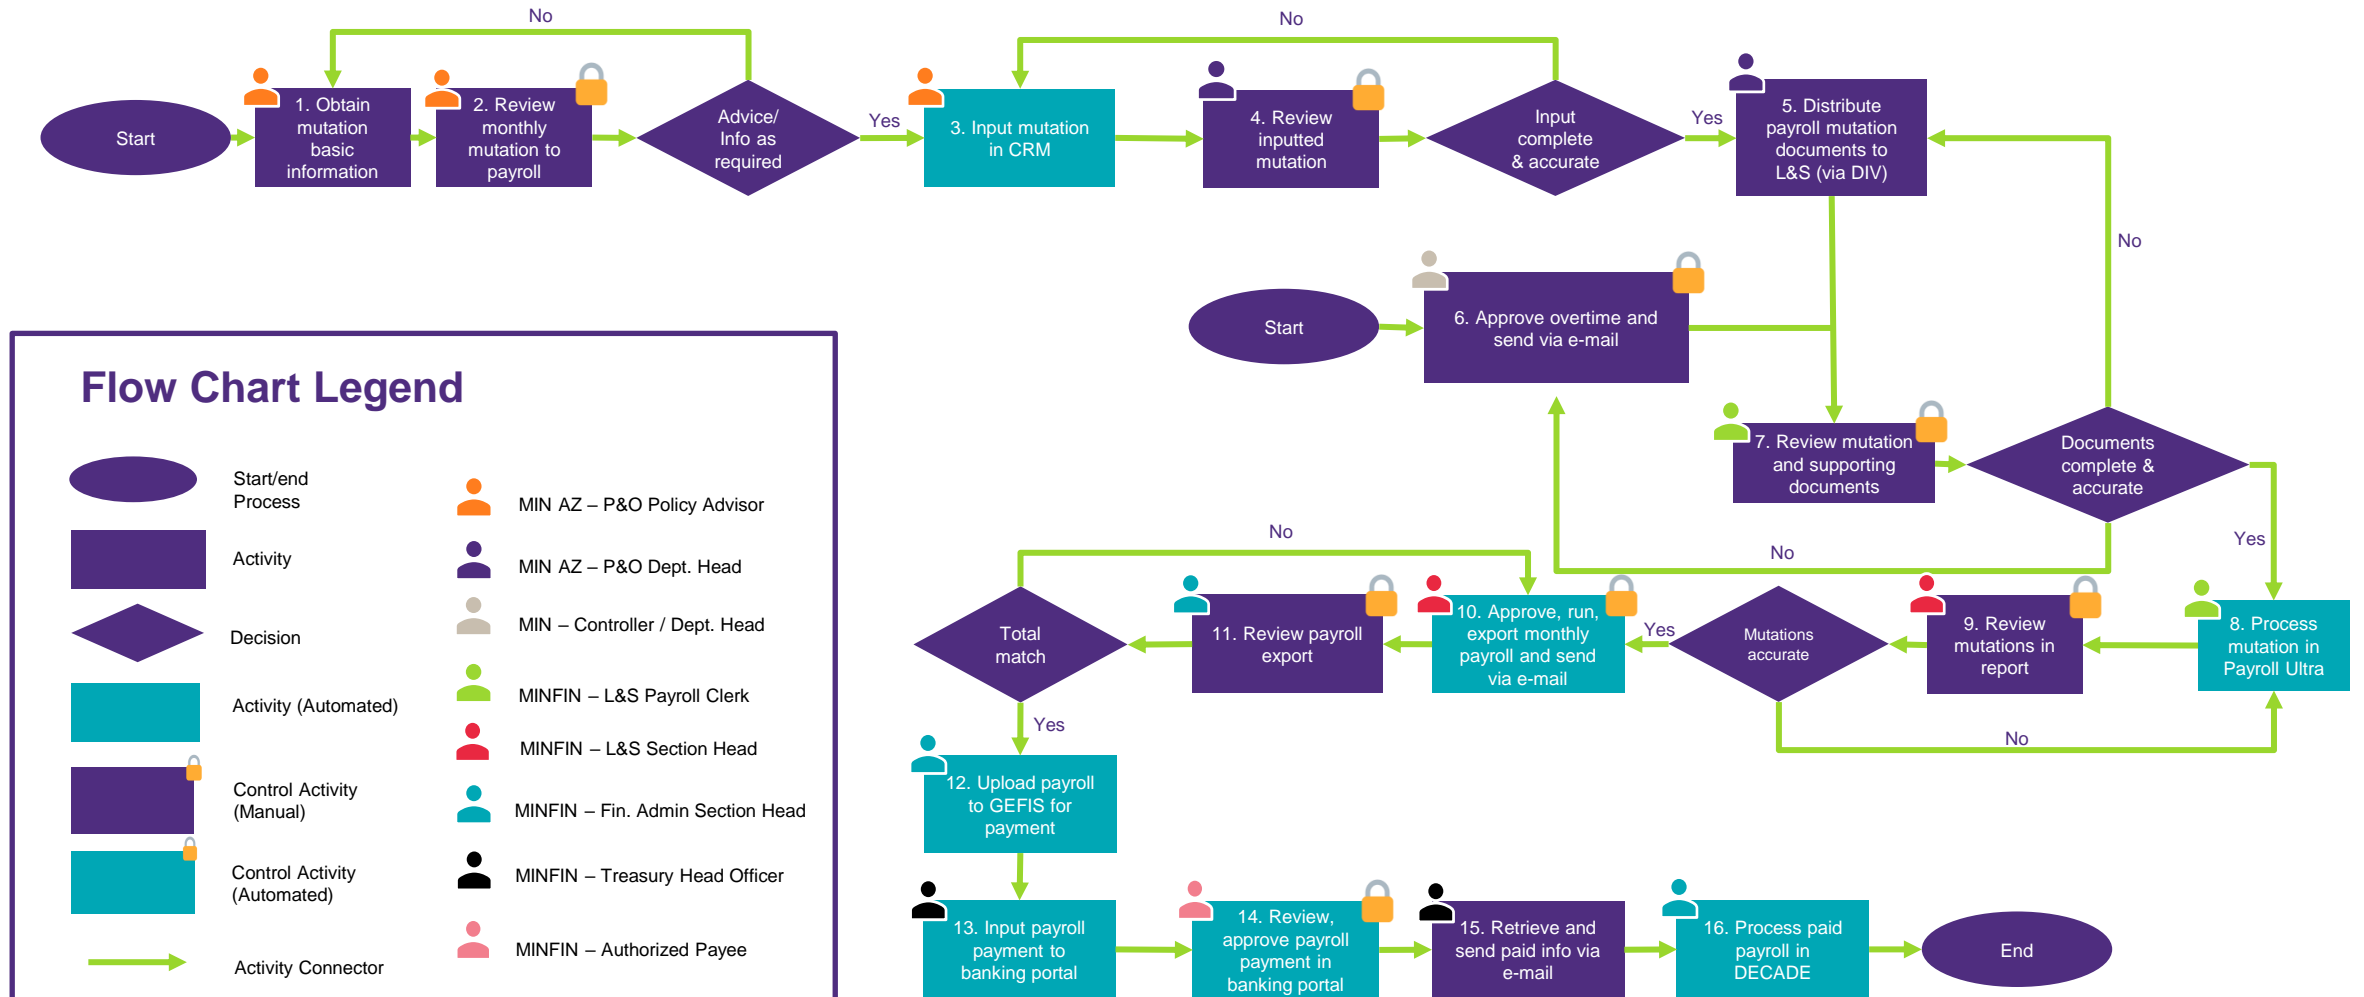 No
No
Start
1. Obtain
mutation
basic
information
2. Review
monthly
mutation to
payroll
Advice/
Info as
required
Yes
3. Input mutation
in CRM
4. Review
inputted
mutation
Input
complete
& accurate
Yes
5. Distribute
payroll mutation
documents to
L&S (via DIV)
No
Start
6. Approve overtime and
send via e-mail
7. Review mutation
and supporting
documents
Documents
complete &
accurate
No
Yes
No
Total
match
11. Review payroll
export
10. Approve, run,
export monthly
payroll and send
via e-mail
Yes
Mutations
accurate
9. Review
mutations in
report
8. Process
mutation in
Payroll Ultra
No
Yes
12. Upload payroll
to GEFIS for
payment
13. Input payroll
payment to
banking portal
14. Review,
approve payroll
payment in
banking portal
15. Retrieve and
send paid info via
e-mail
16. Process paid
payroll in
DECADE
End
Flow Chart Legend
Start/end
Process
Activity
Decision
Activity (Automated)
Control Activity
(Manual)
Control Activity
(Automated)
Activity Connector
MIN AZ – P&O Policy Advisor
MIN AZ – P&O Dept. Head
MIN – Controller / Dept. Head
MINFIN – L&S Payroll Clerk
MINFIN – L&S Section Head
MINFIN – Fin. Admin Section Head
MINFIN – Treasury Head Officer
MINFIN – Authorized Payee